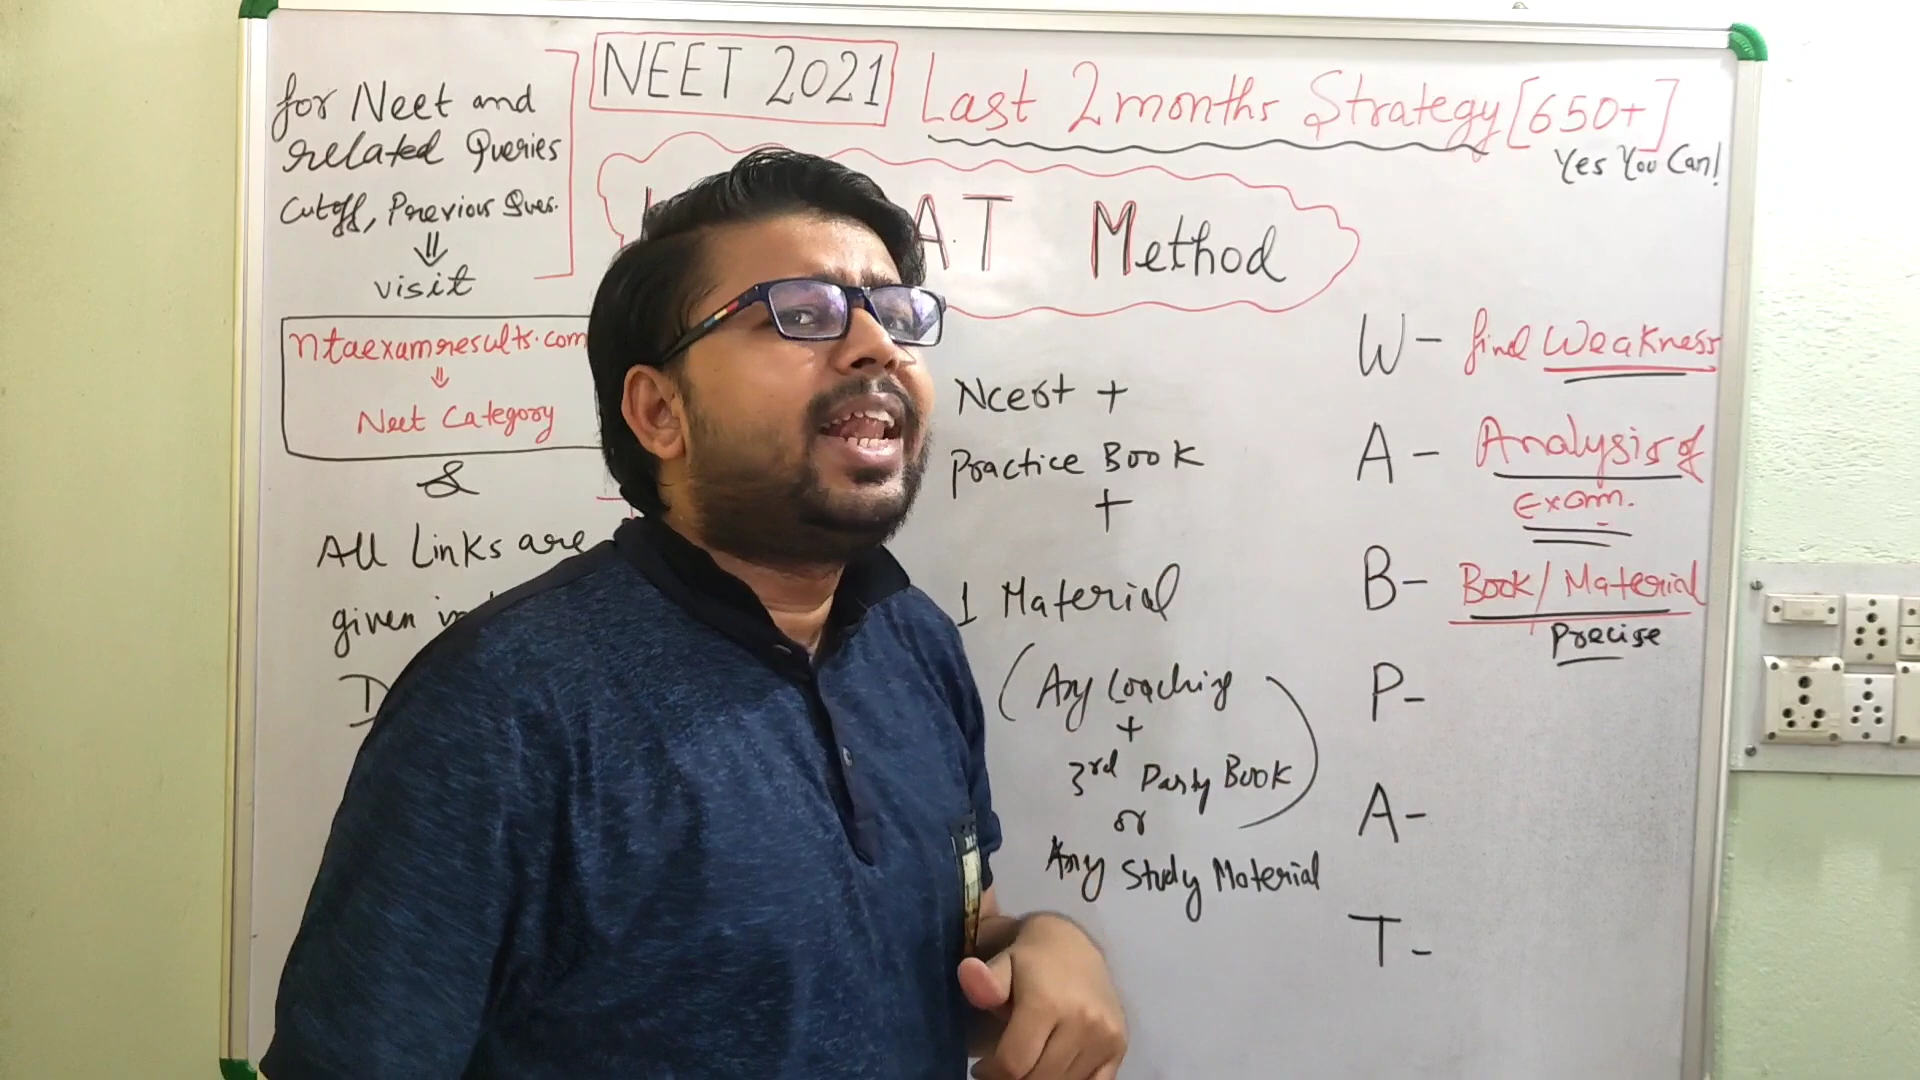 for Neet and
related Queries
Cutoff, Previous Ques.
⇓
visit
ntaexamresults.com
⇓
Neet Category
&
All Links are
given
NEET 2021
Last 2 months Strategy [650+]
Yes You Can!
AT Method
Ncert +
Practice Book
+
1 Material
(Any Coaching
+
3rd Party Book
or
Any Study Material
W- find Weakness
A- Analysis of
Exam.
B- Book/Material
Precise
P-
A-
T-